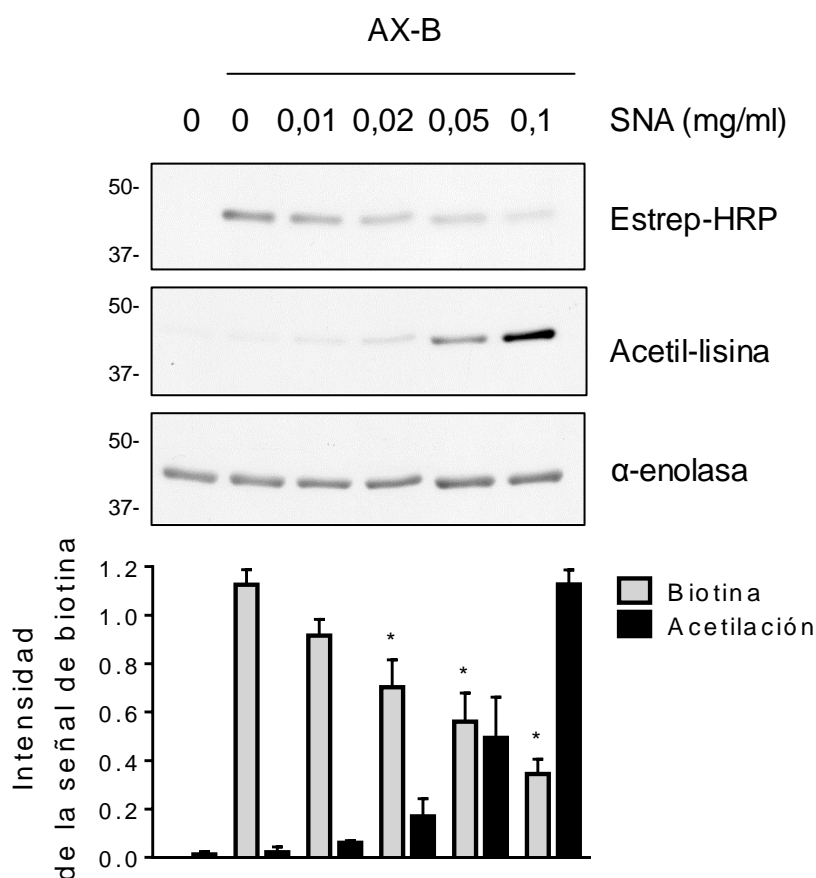 AX-B
0 0 0,01 0,02 0,05 0,1 SNA (mg/ml)
50-
37-
Estrep-HRP
50-
37-
Acetil-lisina
50-
37-
α-enolasa
Intensidad
de la señal de biotina
1.2
1.0
0.8
0.6
0.4
0.2
0.0
*
*
*
Biotina
Acetilación